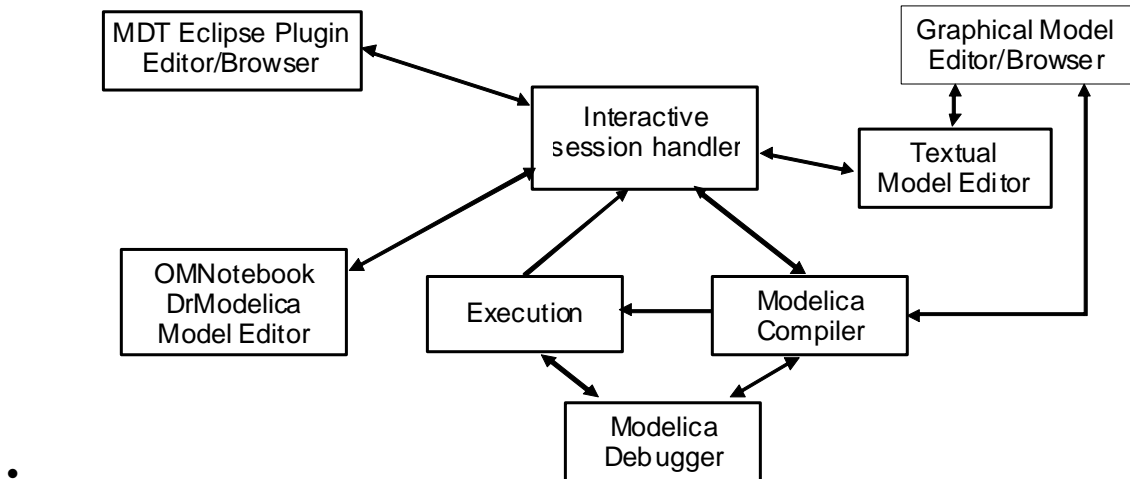 MDT Eclipse Plugin
Editor/Browser
Graphical Model
Editor/Browser
Interactive
session handler
Textual
Model Editor
OMNotebook
DrModelica
Model Editor
Execution
Modelica
Compiler
Modelica
Debugger
•